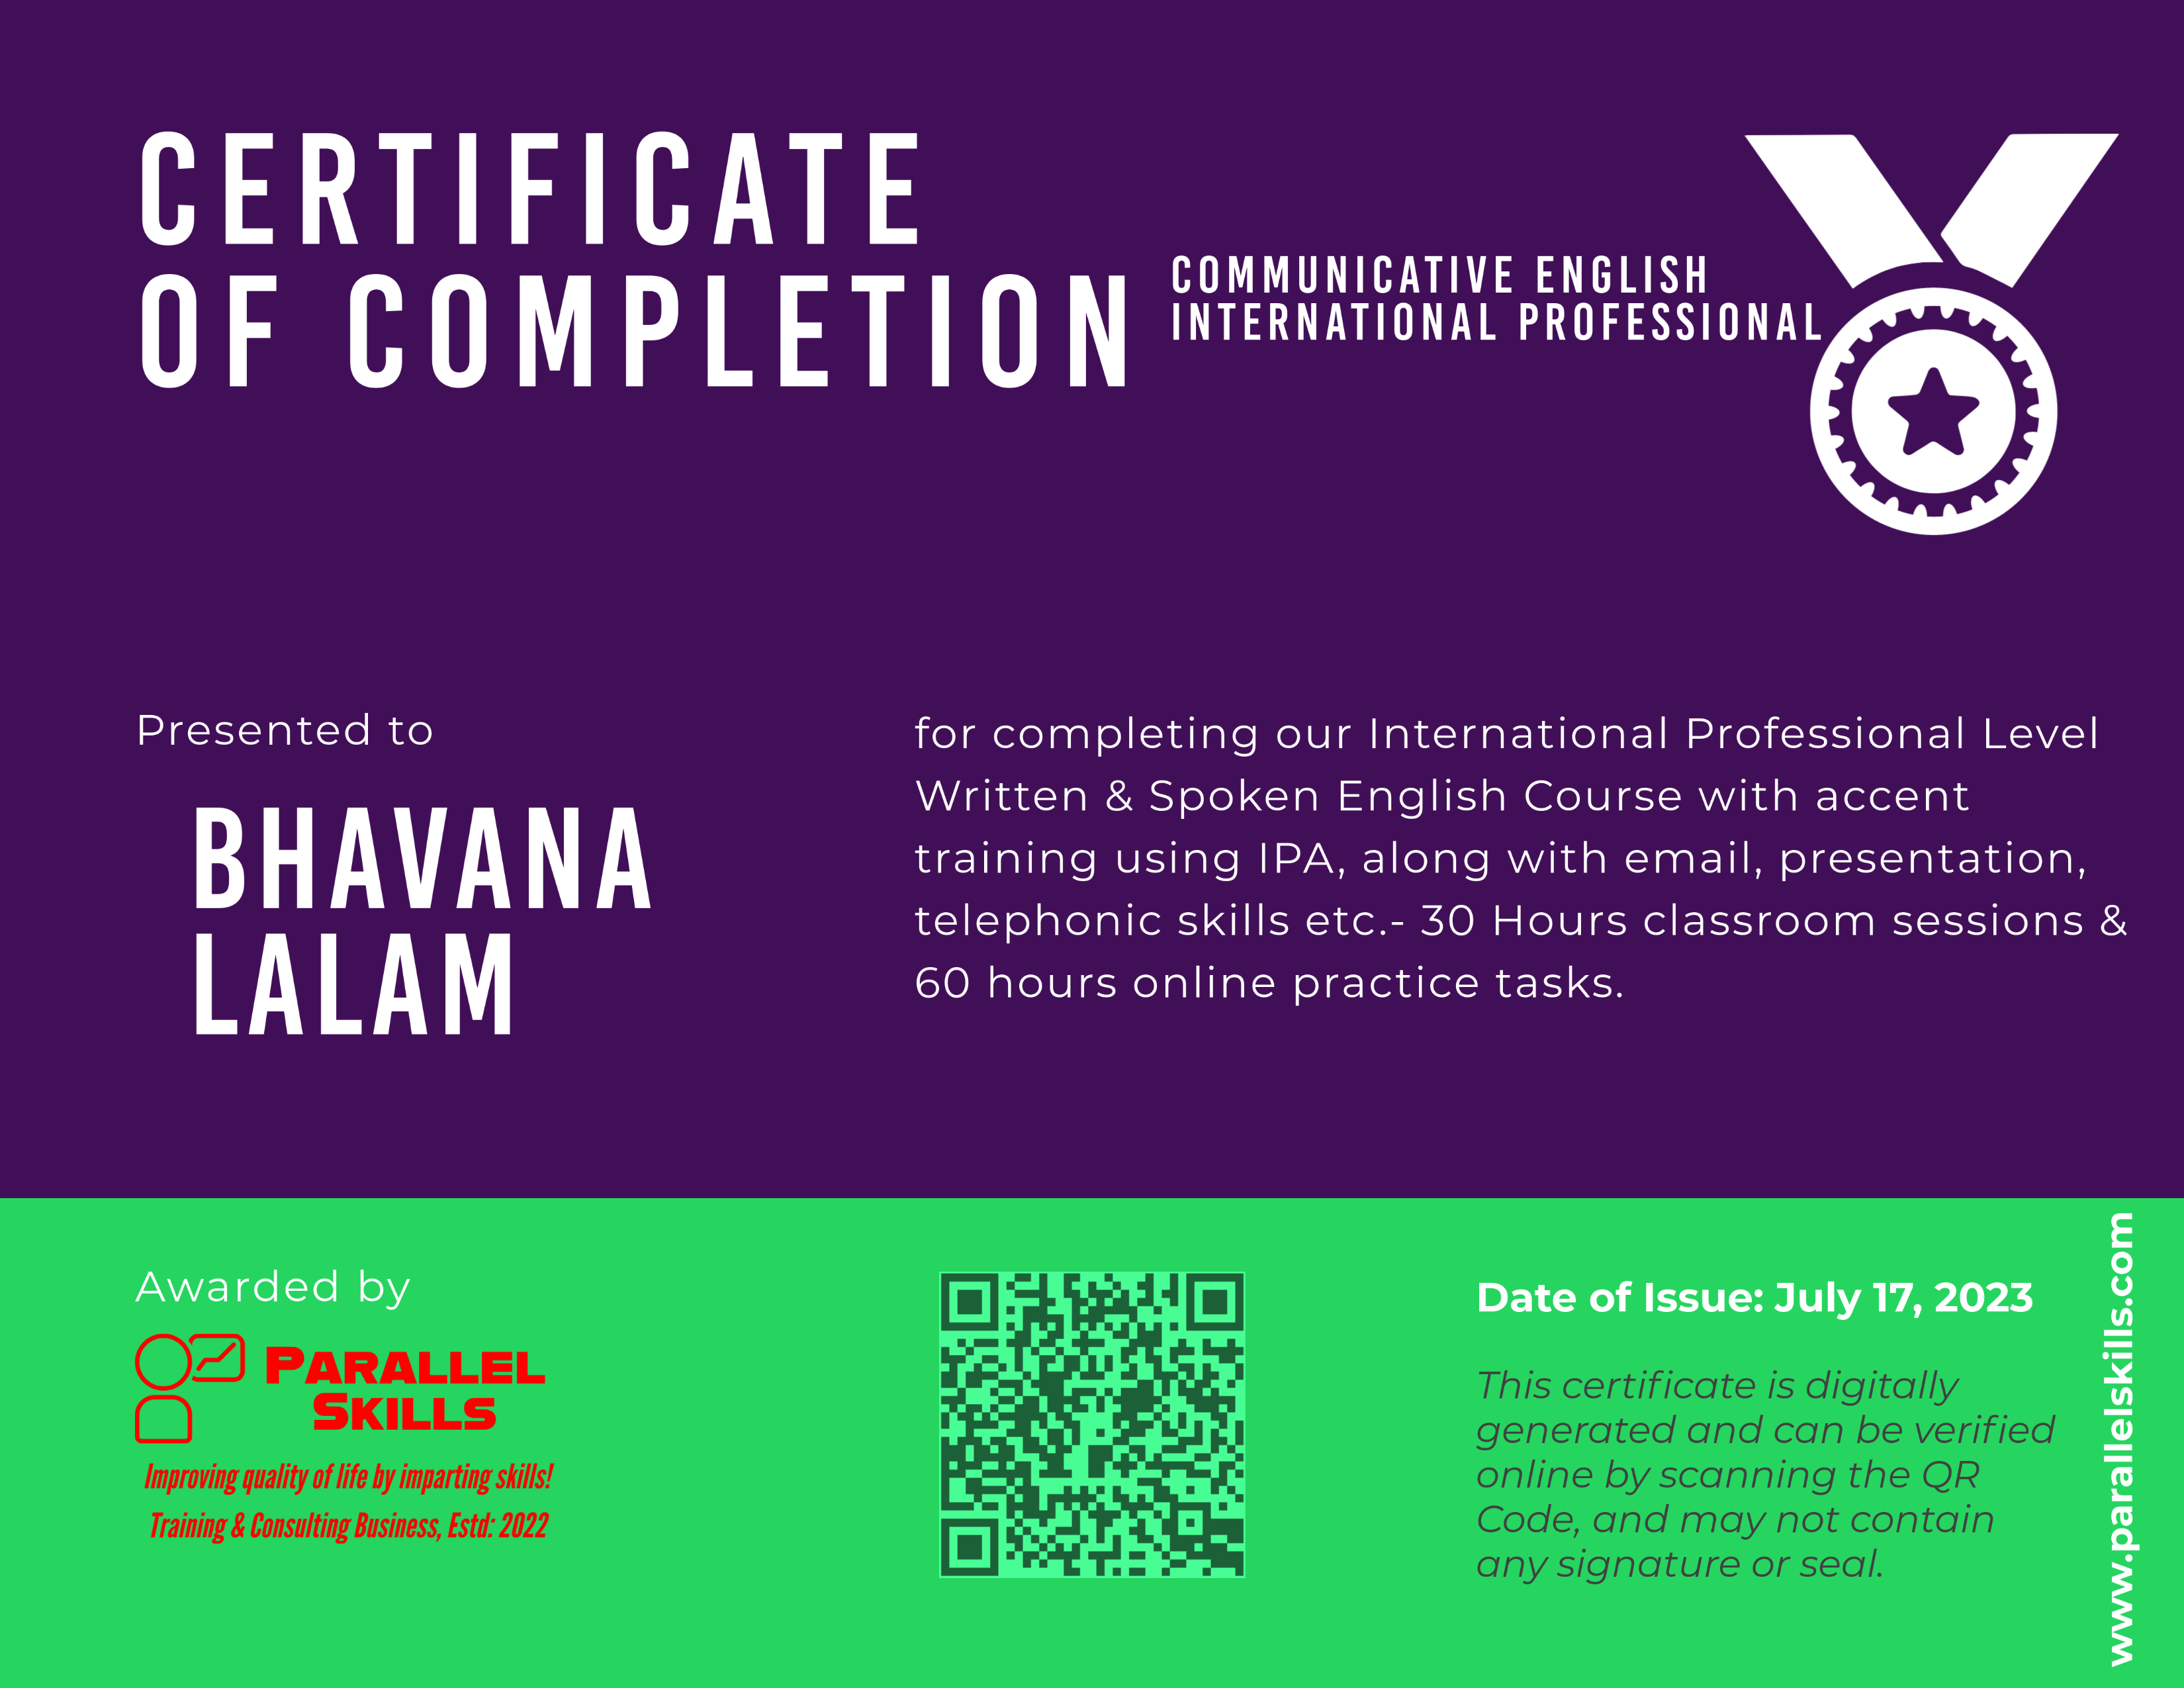 CERTIFICATE
OF COMPLETION
COMMUNICATIVE ENGLISH
INTERNATIONAL PROFESSIONAL
Presented to
BHAVANA
LALAM
for completing our International Professional Level
Written & Spoken English Course with accent
training using IPA, along with email, presentation,
telephonic skills etc.- 30 Hours classroom sessions &
60 hours online practice tasks.
Awarded by
PARALLEL
SKILLS
Improving quality of life by imparting skills!
Training & Consulting Business, Estd: 2022
Date of Issue: July 17, 2023
This certificate is digitally
generated and can be verified
online by scanning the QR
Code, and may not contain
any signature or seal.
www.parallelskills.com